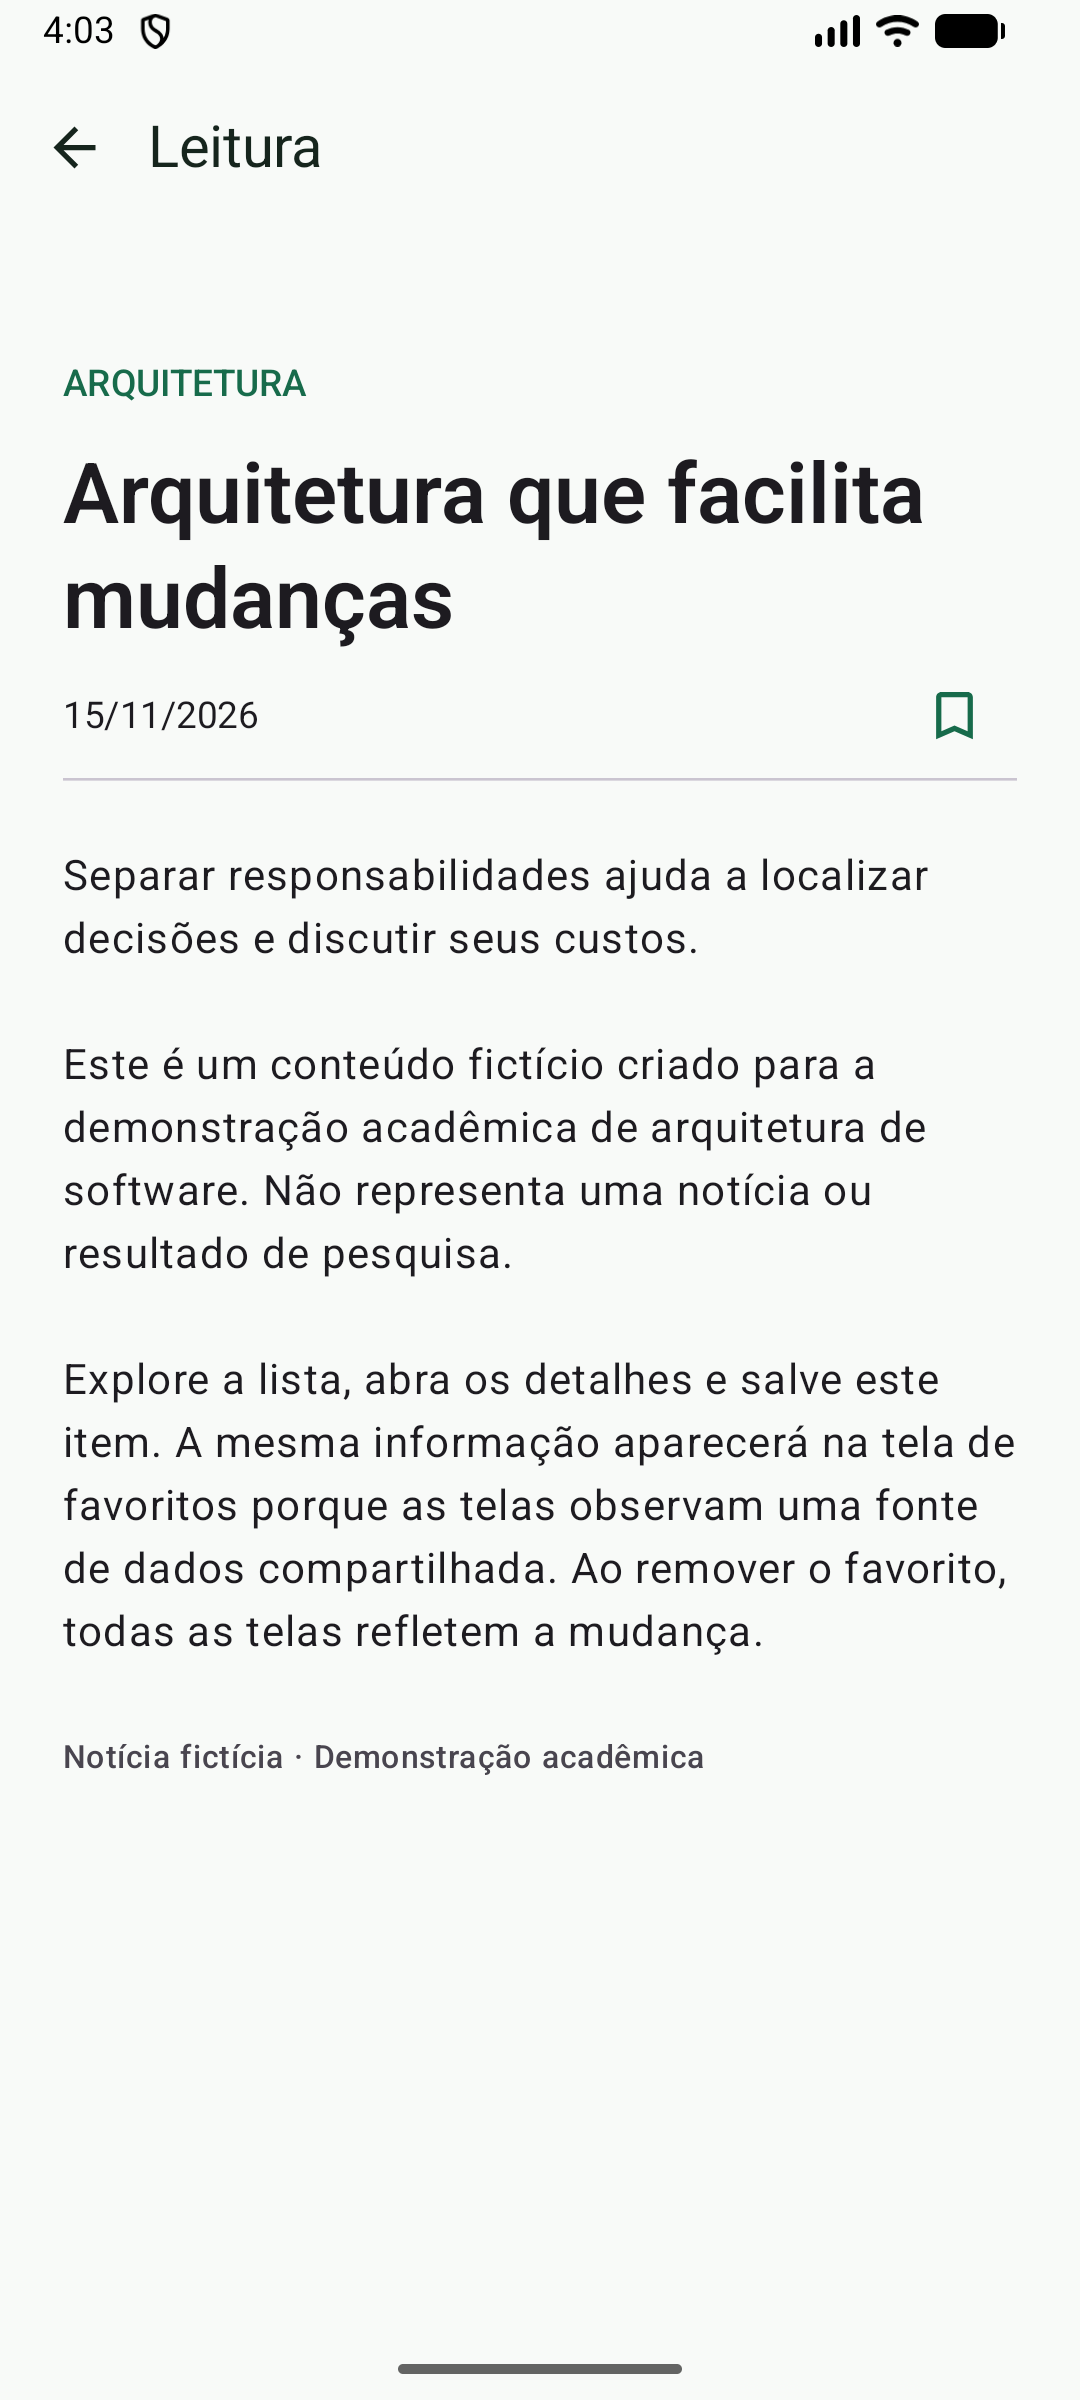 4:03
Leitura
ARQUITETURA
Arquitetura que facilita
mudanças
15/11/2026
Separar responsabilidades ajuda a localizar
decisões e discutir seus custos.
Este é um conteúdo fictício criado para a
demonstração acadêmica de arquitetura de
software. Não representa uma notícia ou
resultado de pesquisa.
Explore a lista, abra os detalhes e salve este
item. A mesma informação aparecerá na tela de
favoritos porque as telas observam uma fonte
de dados compartilhada. Ao remover o favorito,
todas as telas refletem a mudança.
Notícia fictícia · Demonstração acadêmica